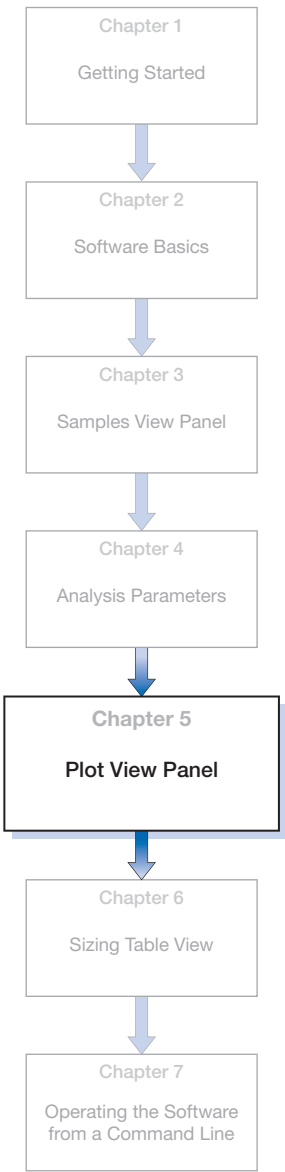 Chapter 1
Getting Started
Chapter 2
Software Basics
Chapter 3
Samples View Panel
Chapter 4
Analysis Parameters
Chapter 5
Plot View Panel
Chapter 6
Sizing Table View
Chapter 7
Operating the Software
from a Command Line